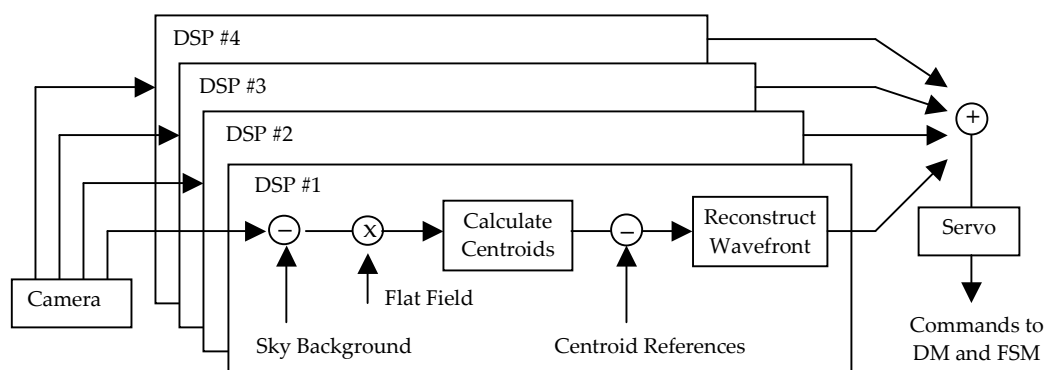 DSP #4
DSP #3
DSP #2
DSP #1
−
x
Calculate
Centroids
−
Reconstruct
Wavefront
+
Servo
Camera
Flat Field
Sky Background
Centroid References
Commands to
DM and FSM